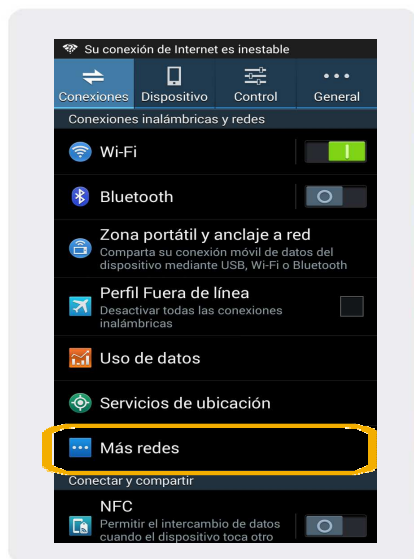 Su conexión de Internet es inestable
Conexiones Dispositivo Control General
Conexiones inalámbricas y redes
Wi-Fi
Bluetooth
Zona portátil y anclaje a red
Comparta su conexión móvil de datos del
dispositivo mediante USB, Wi-Fi o Bluetooth
Perfil Fuera de línea
Desactivar todas las conexiones
inalámbricas
Uso de datos
Servicios de ubicación
Más redes
Conectar y compartir
NFC
Permitir el intercambio de datos
cuando el dispositivo toca otro